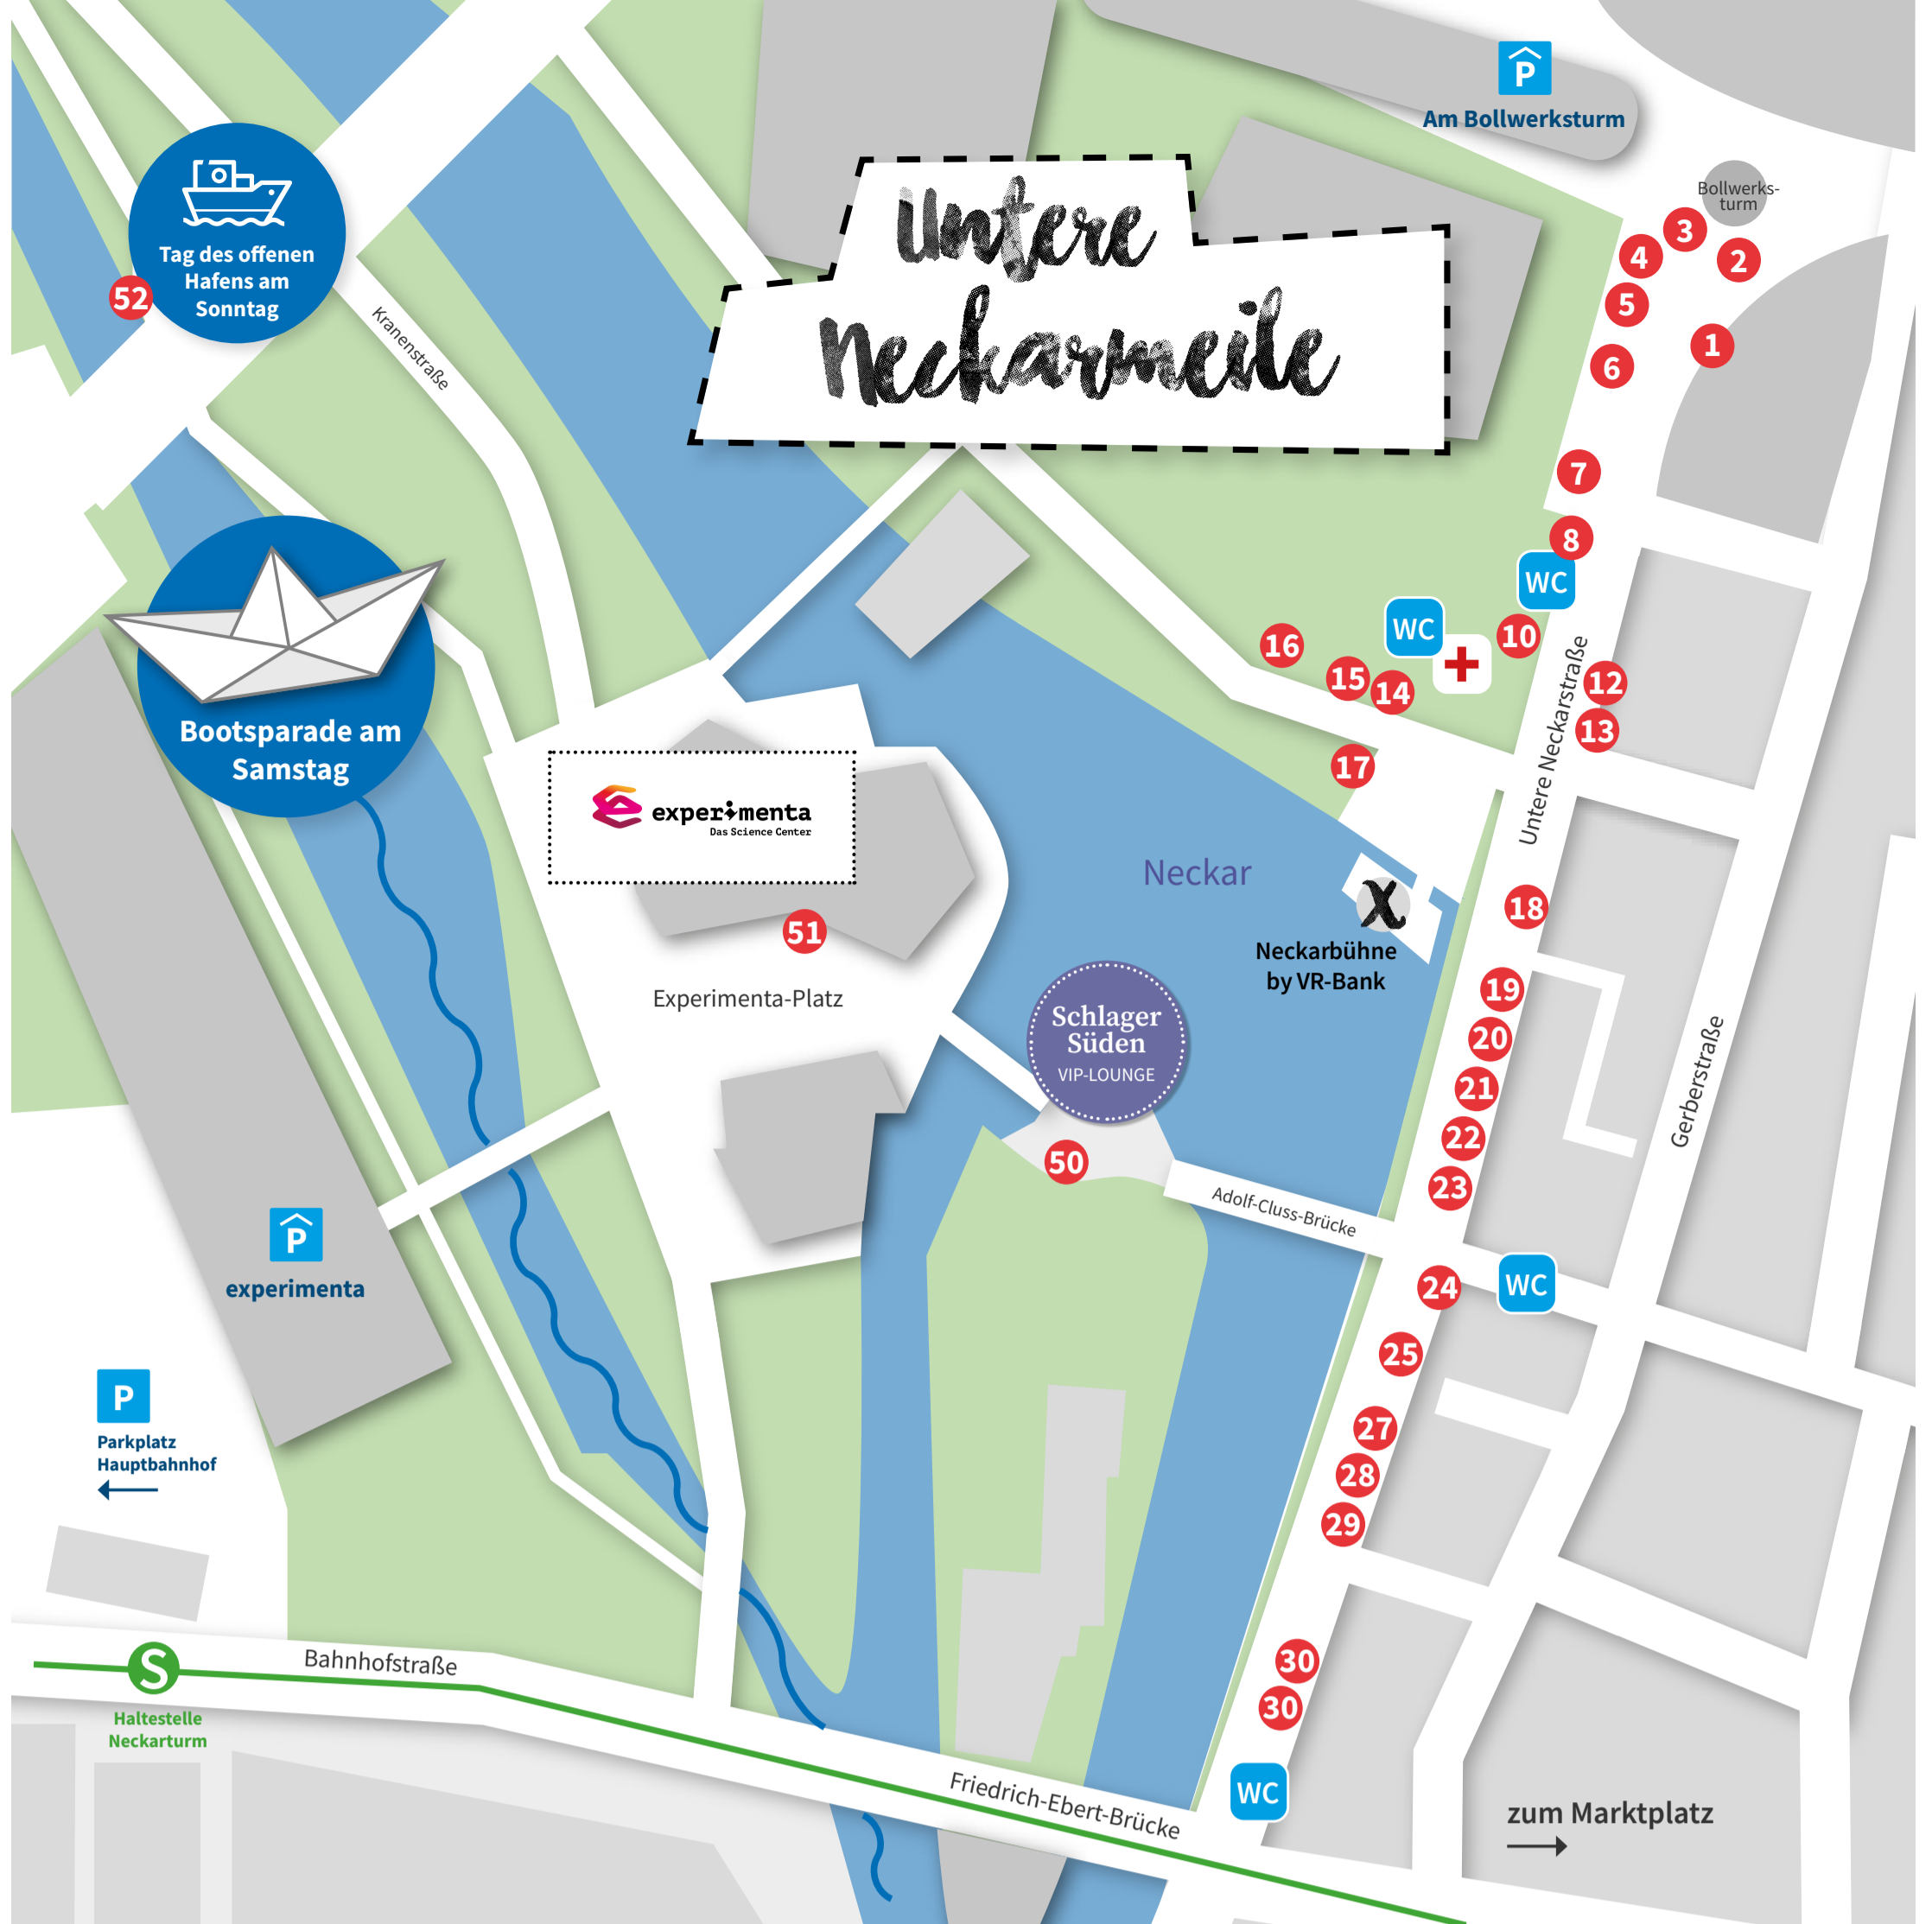 P
Am Bollwerksturm
Bollwerks-
turm
3
4
2
5
1
6
Tag des offenen
Hafens am
Sonntag
52
Untere
Neckarmeile
Kranenstraße
7
8
WC
WC
10
16
15
14
12
13
17
Untere Neckarstraße
Bootsparade am
Samstag
experimenta
Das Science Center
51
Experimenta-Platz
Neckar
X
Neckarbühne
by VR-Bank
18
19
20
21
22
23
Gerberstraße
Schlager
Süden
VIP-LOUNGE
50
Adolf-Cluss-Brücke
24
WC
25
27
28
29
30
30
WC
P
experimenta
P
Parkplatz
Hauptbahnhof
S
Haltestelle
Neckarturm
Bahnhofstraße
Friedrich-Ebert-Brücke
zum Marktplatz